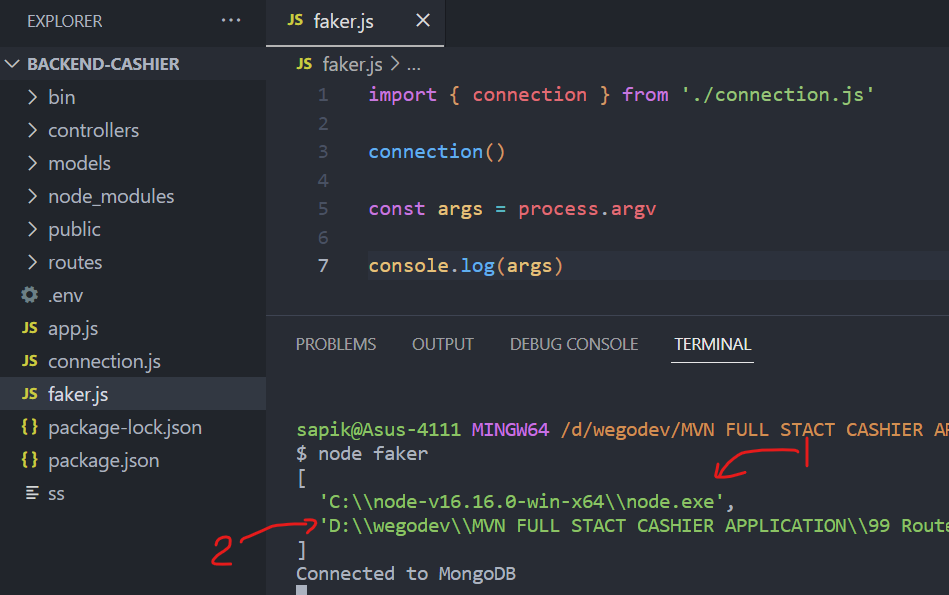 EXPLORER ...
JS faker.js
BACKEND-CASHIER
bin
controllers
models
node_modules
public
routes
.env
JS app.js
JS connection.js
JS faker.js
{} package-lock.json
{} package.json
ss
JS faker.js > ...
1 import { connection } from './connection.js'
2
3 connection()
4
5 const args = process.argv
6
7 console.log(args)
PROBLEMS OUTPUT DEBUG CONSOLE TERMINAL
sapik@Asus-4111 MINGW64 /d/wegodev/MVN FULL STACT CASHIER AP
$ node faker
[
'C:\\node-v16.16.0-win-x64\\node.exe',
'D:\\wegodev\\MVN FULL STACT CASHIER APPLICATION\\99 Route
]
Connected to MongoDB
1
2